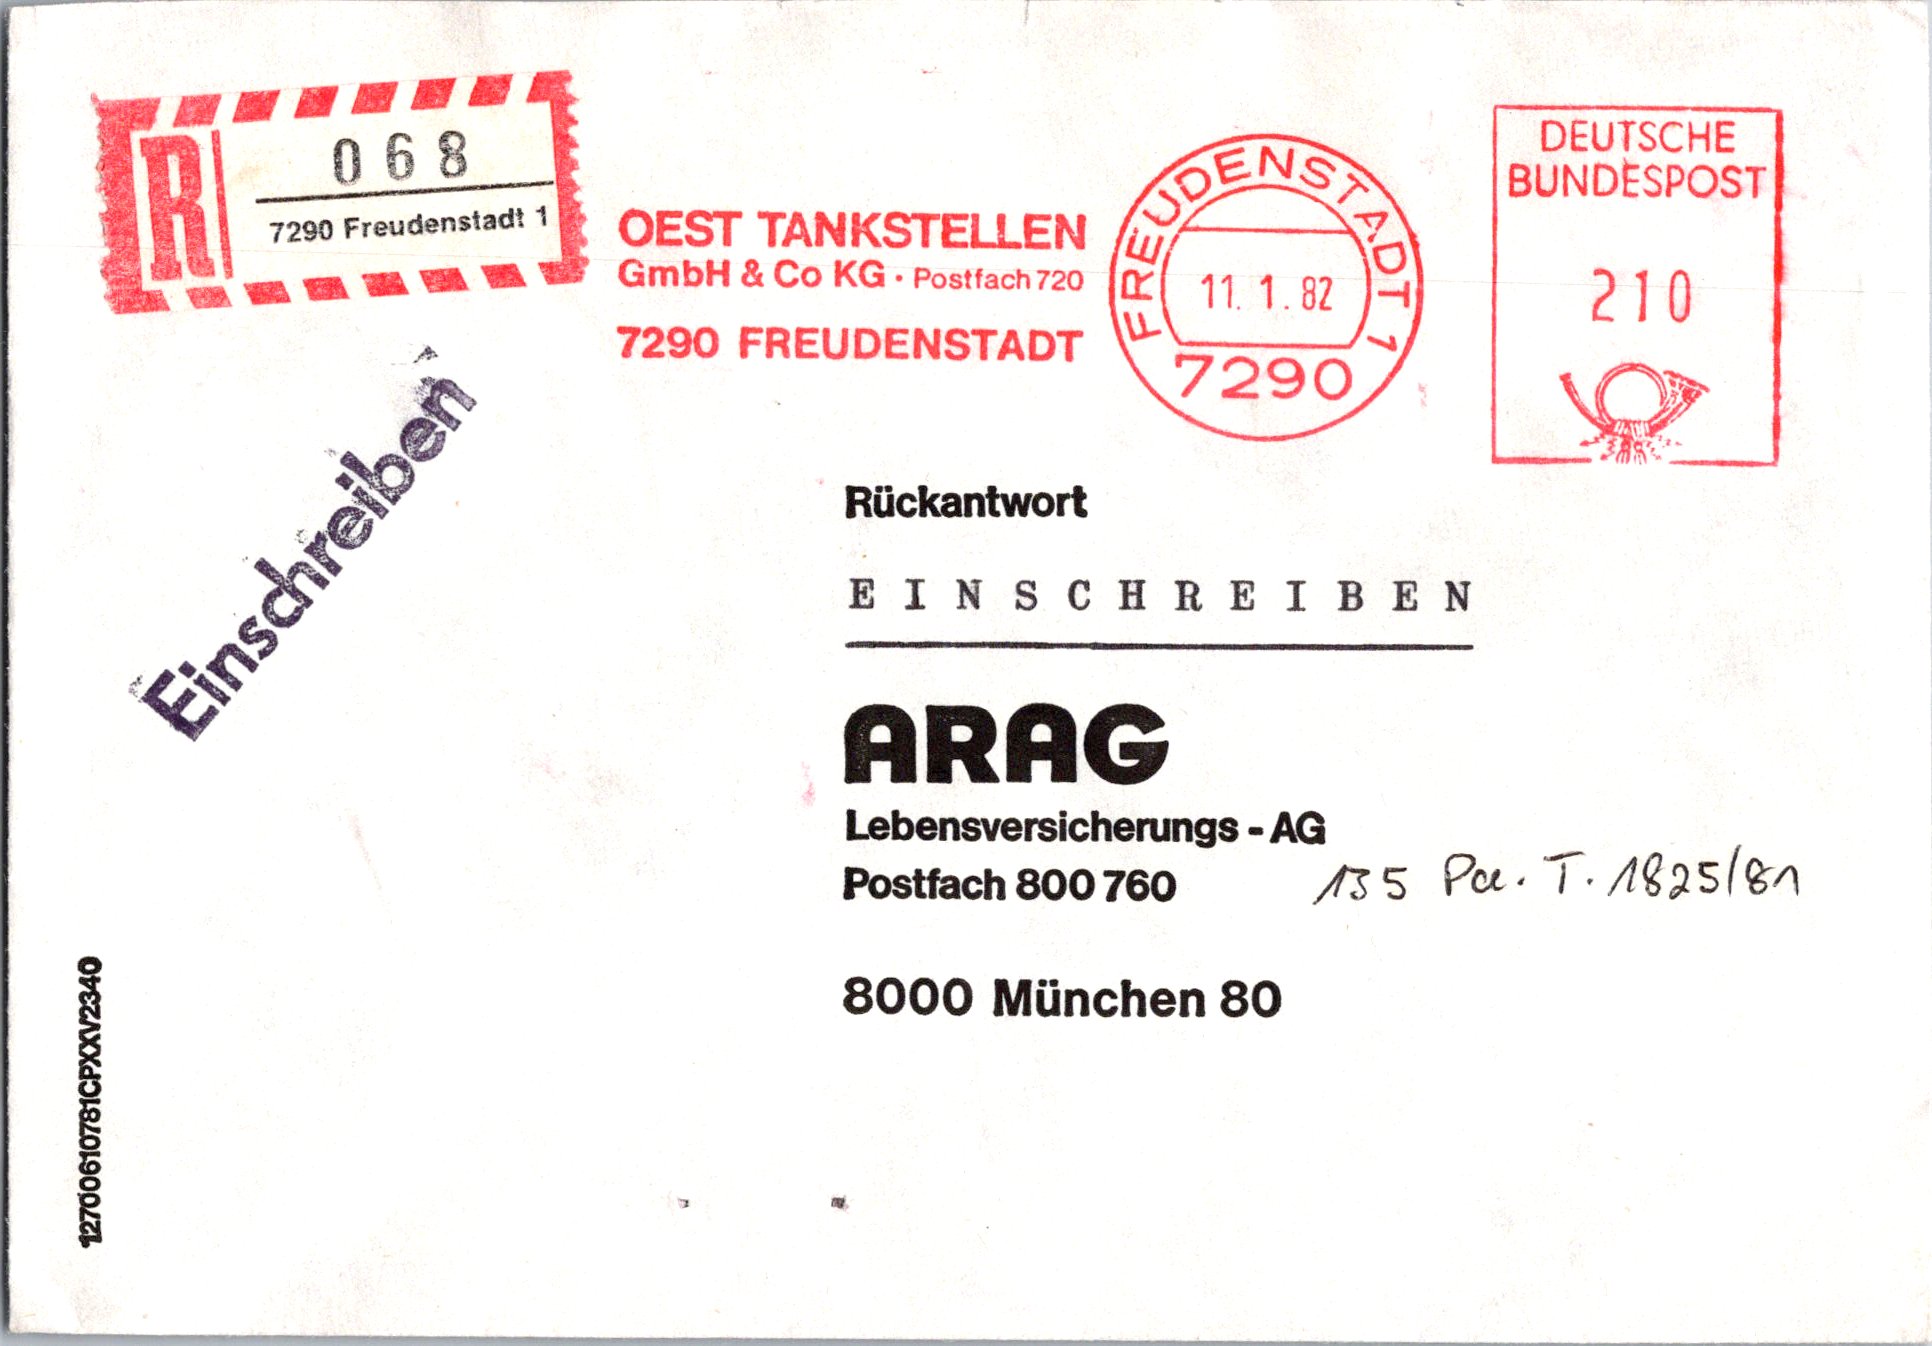 R
068
7290 Freudenstadt 1
OEST TANKSTELLEN
GmbH & Co KG · Postfach 720
7290 FREUDENSTADT
FREUDENSTADT 1
11. 1. 82
7290
DEUTSCHE
BUNDESPOST
210
Einschreiben
Rückantwort
EINSCHREIBEN
ARAG
Lebensversicherungs - AG
Postfach 800 760
135 Pa. T. 1825/81
8000 München 80
12700610781CPXXV2340